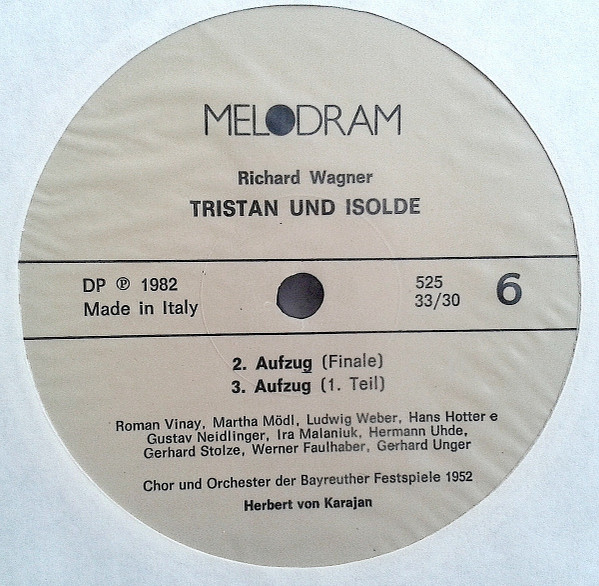 MELODRAM
Richard Wagner
TRISTAN UND ISOLDE
DP ℗ 1982
Made in Italy
525
33/30
6
2. Aufzug (Finale)
3. Aufzug (1. Teil)
Roman Vinay, Martha Mödl, Ludwig Weber, Hans Hotter e
Gustav Neidlinger, Ira Malaniuk, Hermann Uhde,
Gerhard Stolze, Werner Faulhaber, Gerhard Unger
Chor und Orchester der Bayreuther Festspiele 1952
Herbert von Karajan